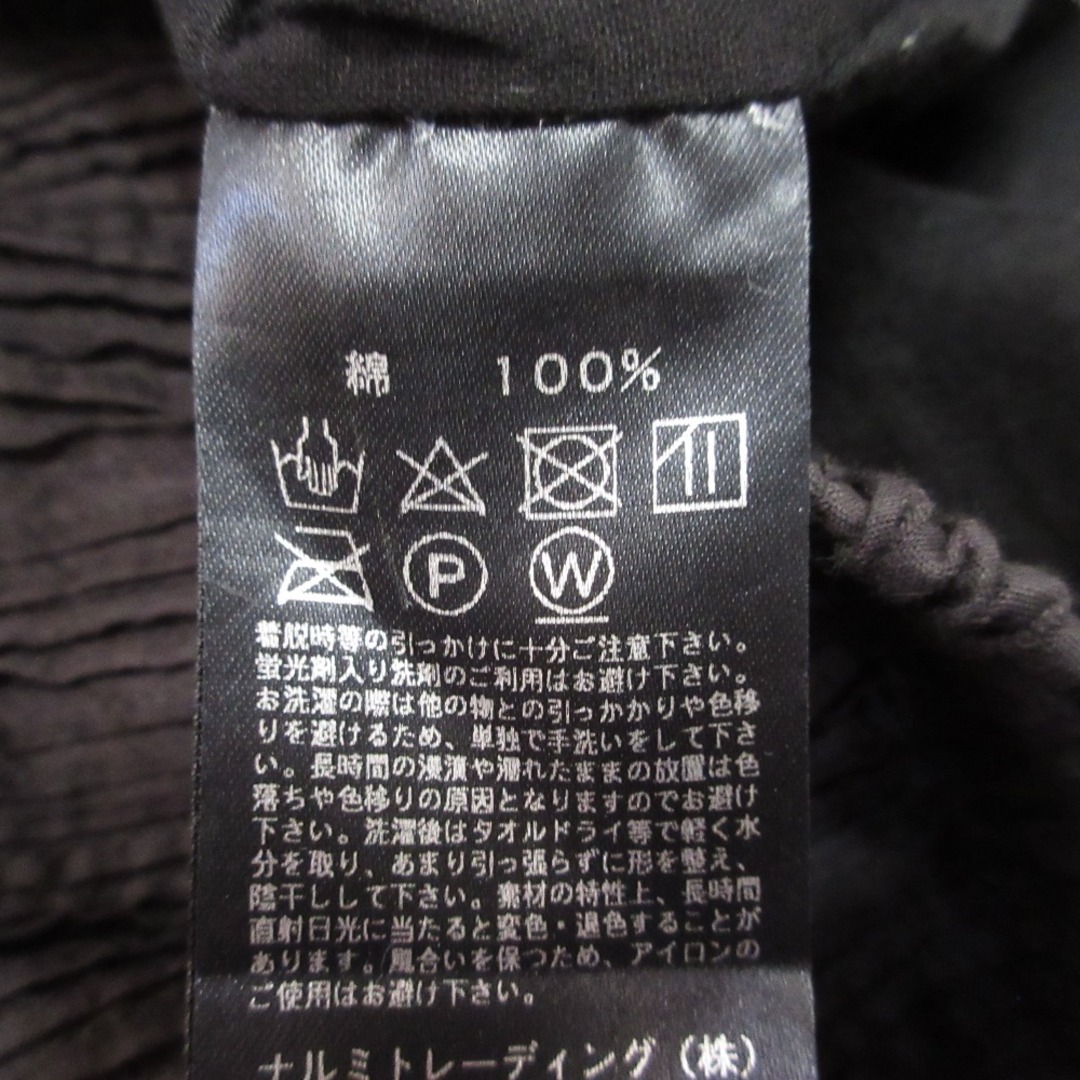 綿 100%
P W
着脱時等の引っかけに十分ご注意下さい。
蛍光剤入り洗剤のご利用はお避け下さい。
お洗濯の際は他の物との引っかかりや色移
りを避けるため、単独で手洗いをして下さ
い。長時間の浸漬や濡れたままの放置は色
落ちや色移りの原因となりますのでお避け
下さい。洗濯後はタオルドライ等で軽く水
分を取り、あまり引っ張らずに形を整え、
陰干しして下さい。素材の特性上、長時間
直射日光に当たると変色・退色することが
あります。風合いを保つため、アイロンの
ご使用はお避け下さい。
ナルミトレーディング(株)